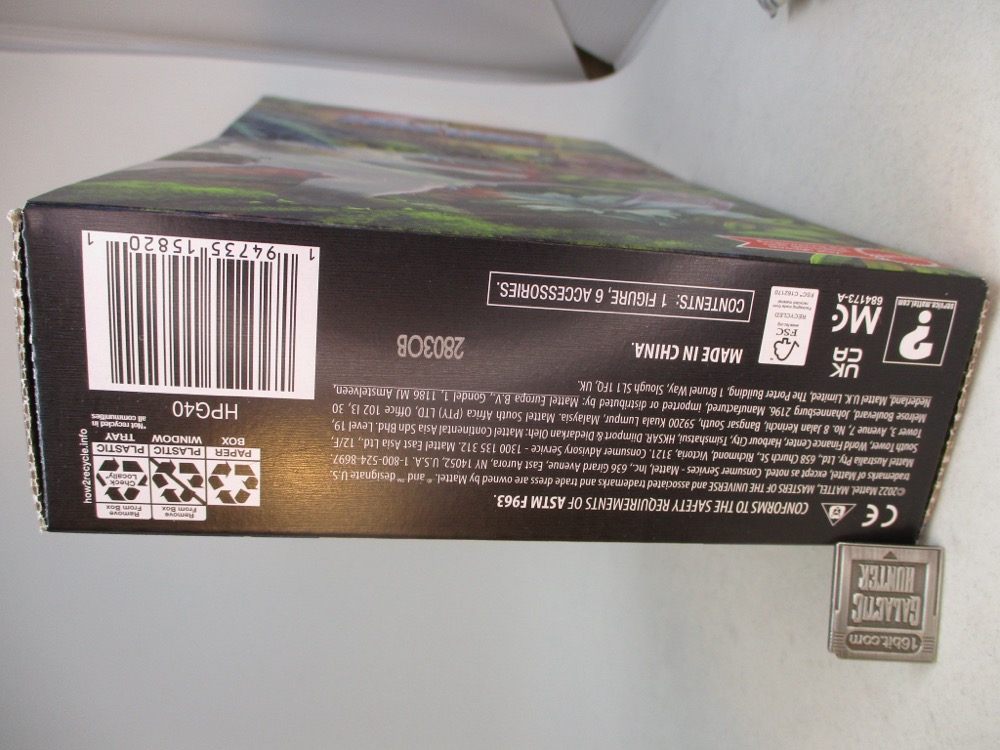 CE
CONFORMS TO THE SAFETY REQUIREMENTS OF ASTM F963.
©2022 Mattel. MATTEL, MASTERS OF THE UNIVERSE and associated trademarks and trade dress are owned by Mattel. ® and ™ designate U.S.
Mattel, except as noted. Consumer Services - Mattel, Inc., 636 Girard Avenue, East Aurora, NY 14052, U.S.A. 1-800-524-8697.
Mattel Australia Pty., Ltd., 658 Church St., Richmond, Victoria, 3121. Consumer Advisory Service - 1300 135 312. Mattel East Asia Ltd., 12/F,
South Tower, World Finance Centre, Harbour City, Tsimshatsui, HKSAR. Diimport & Diedarkan Oleh: Mattel Continental Asia Sdn Bhd. Level 19,
Tower 3, Avenue 7, No. 8 Jalan Kerinchi, Bangsar South, 59200 Kuala Lumpur, Malaysia. Mattel South Africa (PTY) LTD, Office 102 I3, 30
Melrose Boulevard, Johannesburg 2196. Manufactured, imported or distributed by: Mattel Europa B.V., Gondel 1, 1186 MJ Amstelveen,
Nederland. Mattel U.K. Limited, The Porter Building, 1 Brunel Way, Slough SL1 1FQ, UK.
Remove
From Box
Remove
From Box
Check
Locally*
PAPER
BOX
PLASTIC
WINDOW
PLASTIC
TRAY
how2recycle.info
*Not recycled in
all communities
HPG40
UK
CA
MADE IN CHINA.
2803OB
service.mattel.com
?
684173-A
FSC
www.fsc.org
RECYCLED
Packaging made from
recycled material
FSC® C162170
CONTENTS: 1 FIGURE, 6 ACCESSORIES.
1 94735 15820 1
16bit.com
GALACTIC
HUNTER